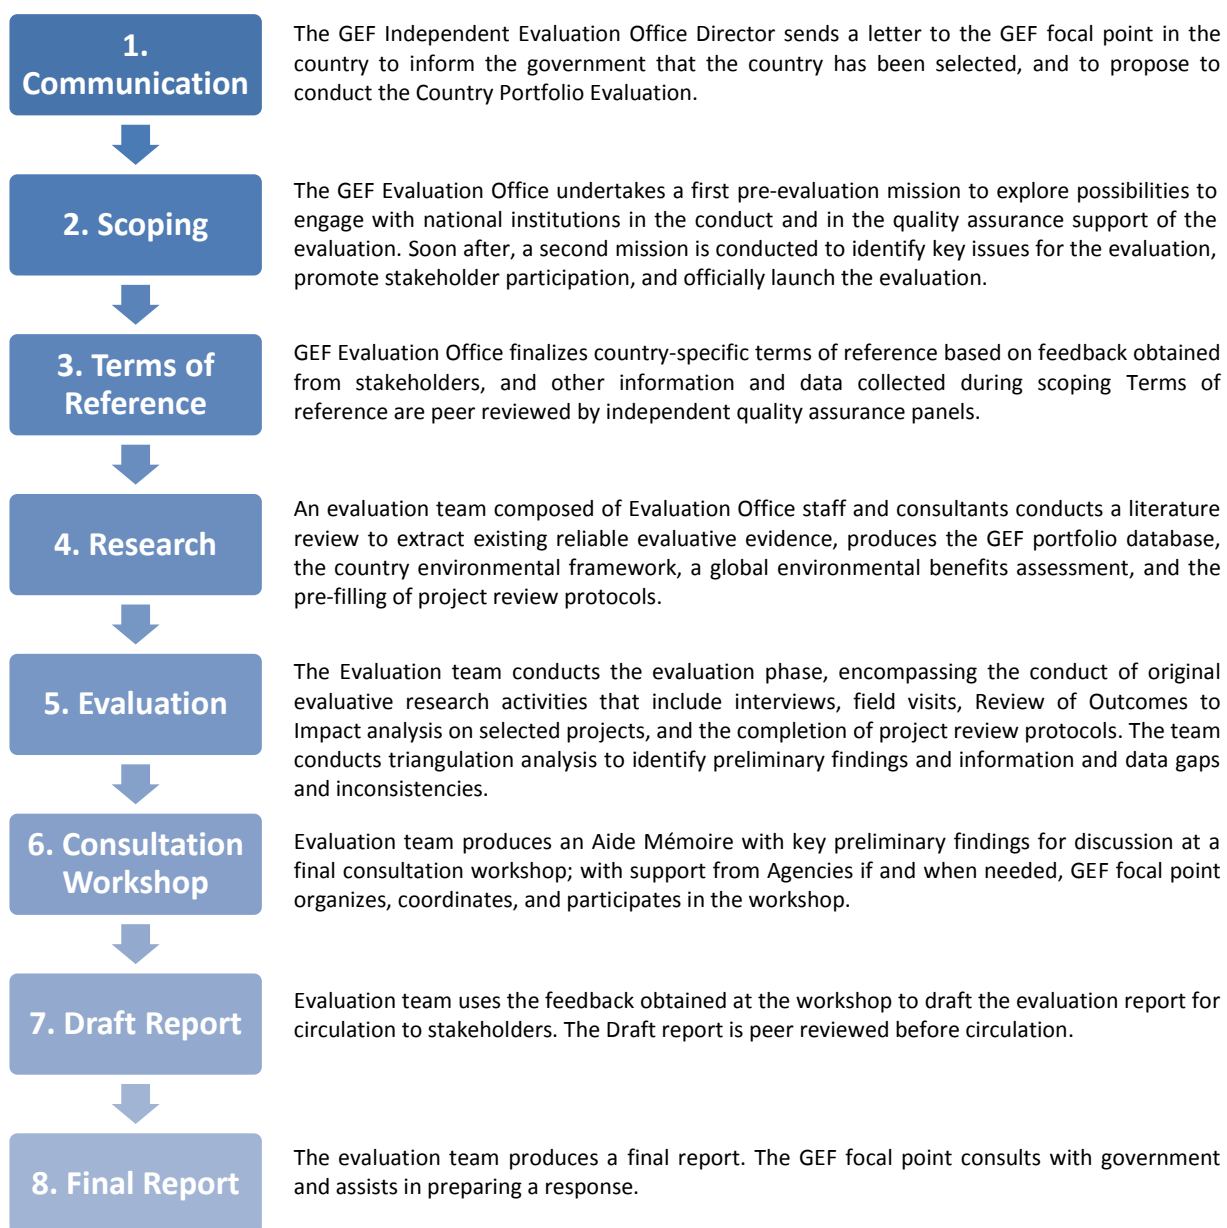 1.
Communication
The GEF Independent Evaluation Office Director sends a letter to the GEF focal point in the
country to inform the government that the country has been selected, and to propose to
conduct the Country Portfolio Evaluation.
2. Scoping
The GEF Evaluation Office undertakes a first pre-evaluation mission to explore possibilities to
engage with national institutions in the conduct and in the quality assurance support of the
evaluation. Soon after, a second mission is conducted to identify key issues for the evaluation,
promote stakeholder participation, and officially launch the evaluation.
3. Terms of
Reference
GEF Evaluation Office finalizes country-specific terms of reference based on feedback obtained
from stakeholders, and other information and data collected during scoping Terms of
reference are peer reviewed by independent quality assurance panels.
4. Research
An evaluation team composed of Evaluation Office staff and consultants conducts a literature
review to extract existing reliable evaluative evidence, produces the GEF portfolio database,
the country environmental framework, a global environmental benefits assessment, and the
pre-filling of project review protocols.
5. Evaluation
The Evaluation team conducts the evaluation phase, encompassing the conduct of original
evaluative research activities that include interviews, field visits, Review of Outcomes to
Impact analysis on selected projects, and the completion of project review protocols. The team
conducts triangulation analysis to identify preliminary findings and information and data gaps
and inconsistencies.
6. Consultation
Workshop
Evaluation team produces an Aide Mémoire with key preliminary findings for discussion at a
final consultation workshop; with support from Agencies if and when needed, GEF focal point
organizes, coordinates, and participates in the workshop.
7. Draft Report
Evaluation team uses the feedback obtained at the workshop to draft the evaluation report for
circulation to stakeholders. The Draft report is peer reviewed before circulation.
8. Final Report
The evaluation team produces a final report. The GEF focal point consults with government
and assists in preparing a response.